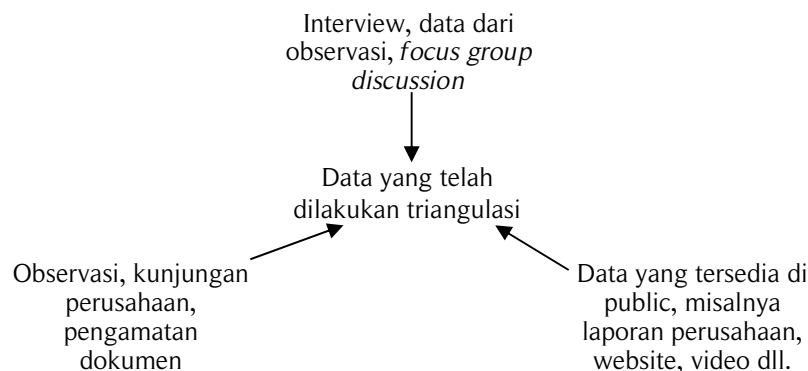 Interview, data dari
observasi, focus group
discussion
Data yang telah
dilakukan triangulasi
Observasi, kunjungan
perusahaan,
pengamatan
dokumen
Data yang tersedia di
public, misalnya
laporan perusahaan,
website, video dll.